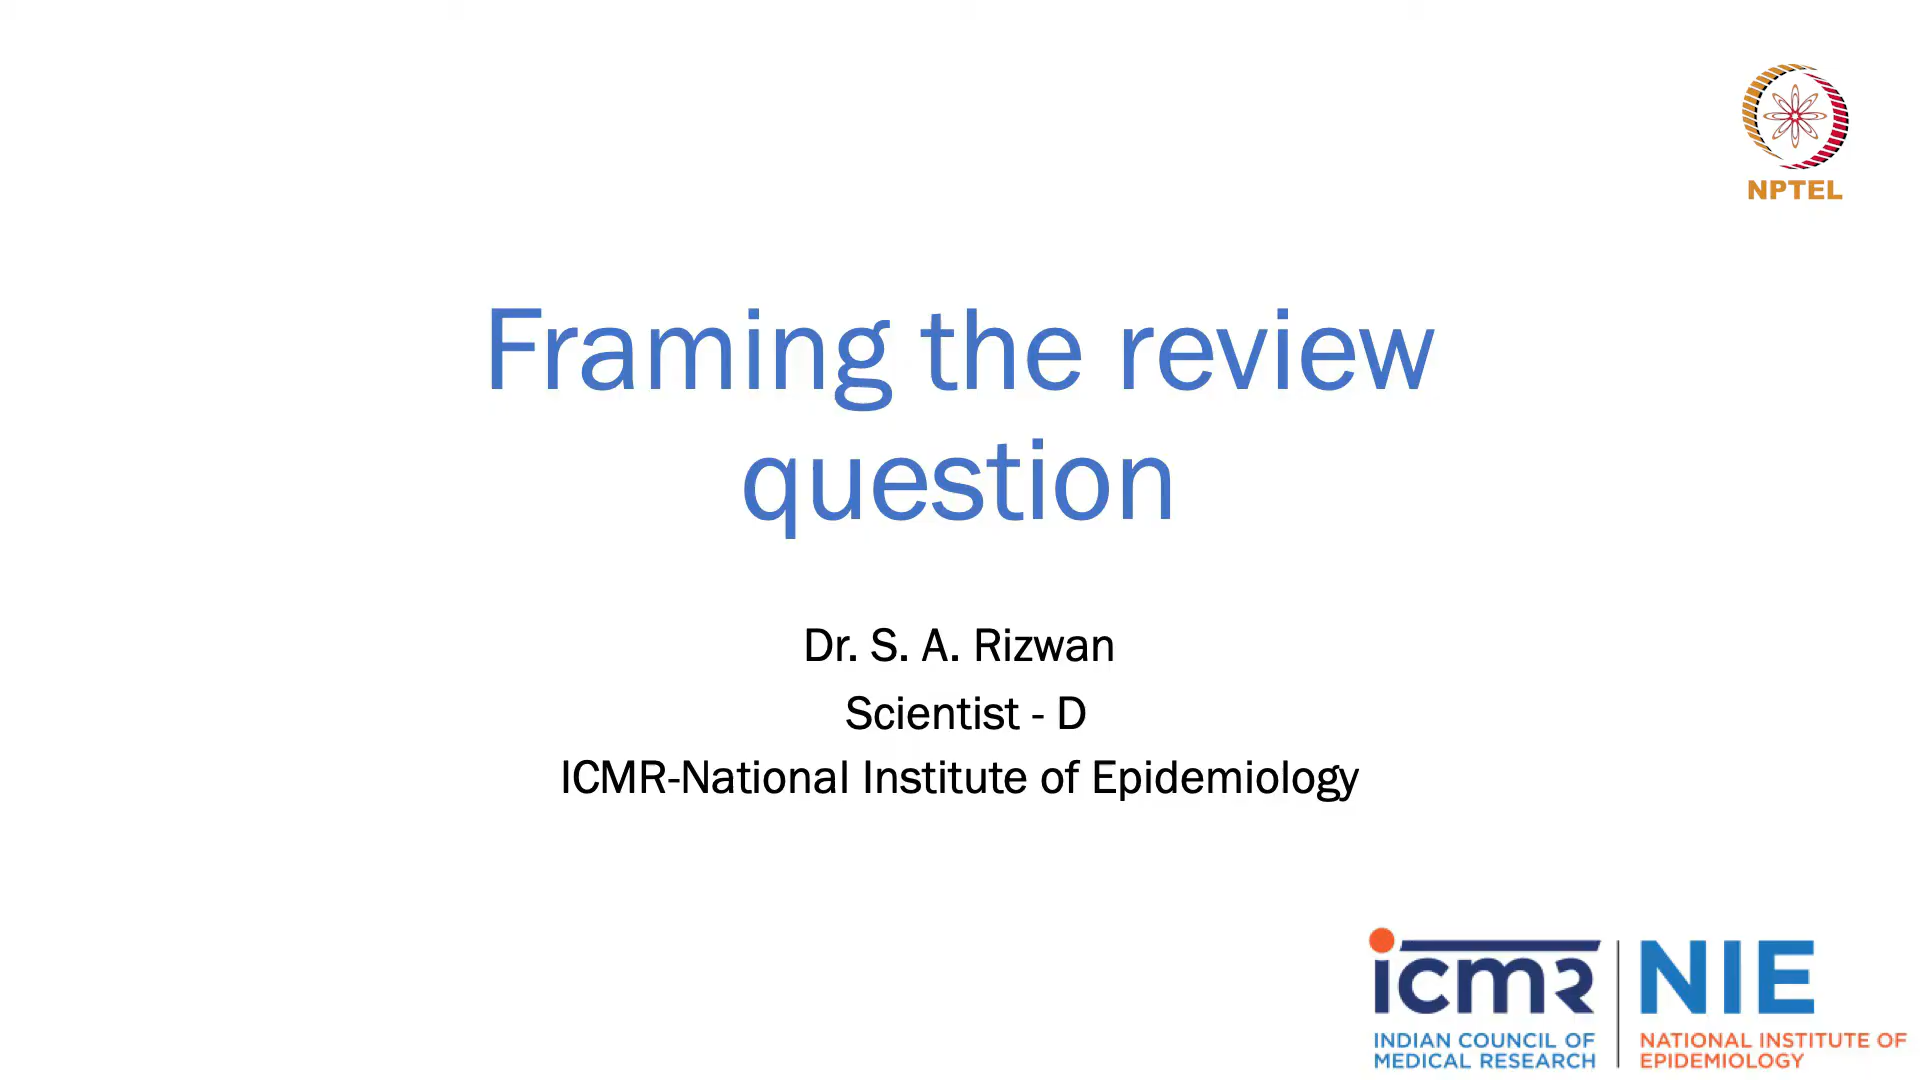 NPTEL
Framing the review
question
Dr. S. A. Rizwan
Scientist - D
ICMR-National Institute of Epidemiology
icmr
INDIAN COUNCIL OF
MEDICAL RESEARCH
NIE
NATIONAL INSTITUTE OF
EPIDEMIOLOGY